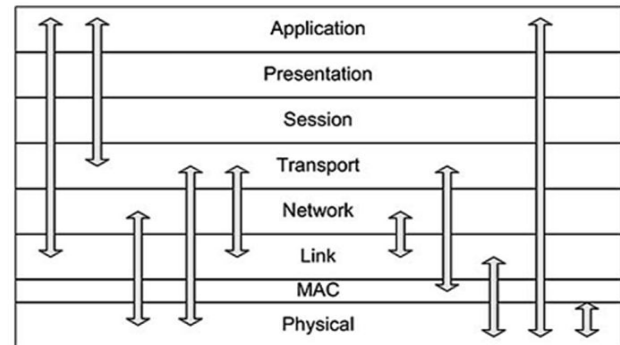 Application
Presentation
Session
Transport
Network
Link
MAC
Physical